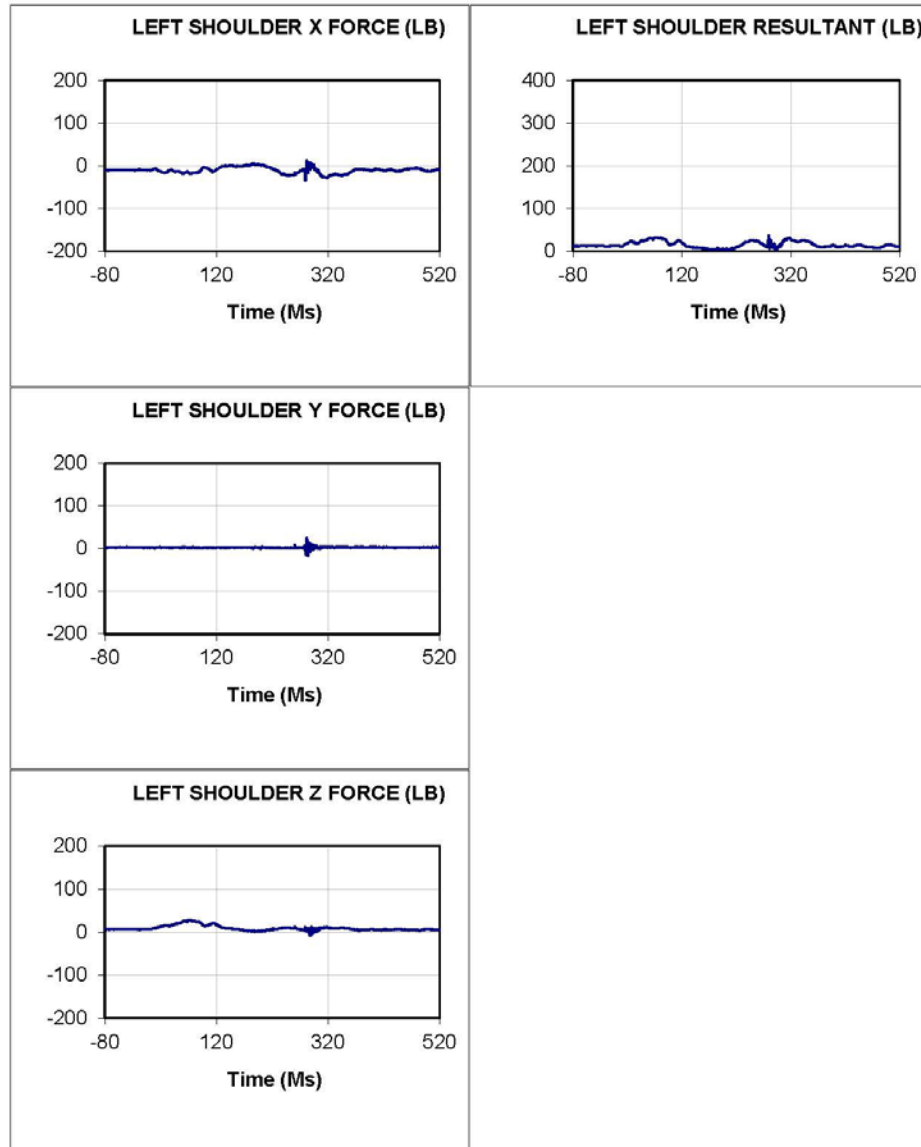 LEFT SHOULDER X FORCE (LB)
200
100
0
-100
-200
-80 120 320 520
Time (Ms)
LEFT SHOULDER RESULTANT (LB)
400
300
200
100
0
-80 120 320 520
Time (Ms)
LEFT SHOULDER Y FORCE (LB)
200
100
0
-100
-200
-80 120 320 520
Time (Ms)
LEFT SHOULDER Z FORCE (LB)
200
100
0
-100
-200
-80 120 320 520
Time (Ms)